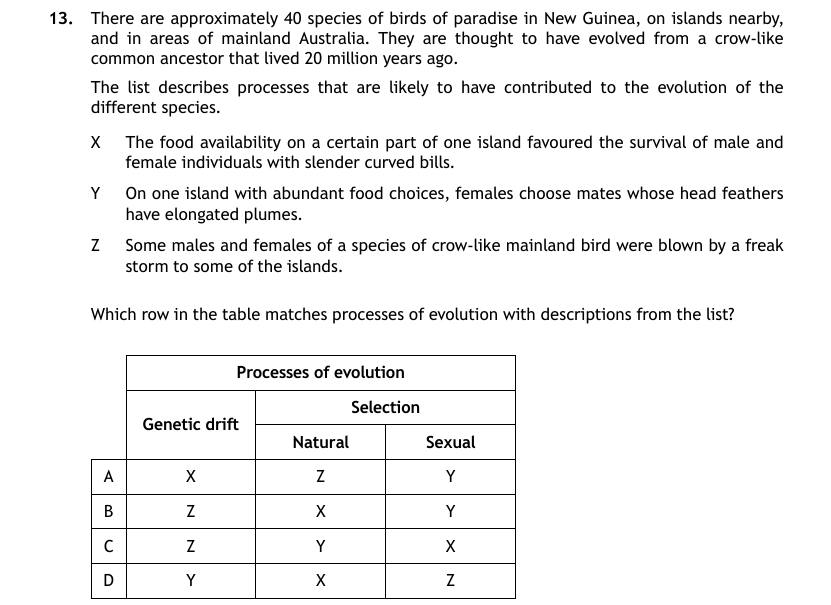 13. There are approximately 40 species of birds of paradise in New Guinea, on islands nearby,
and in areas of mainland Australia. They are thought to have evolved from a crow-like
common ancestor that lived 20 million years ago.
The list describes processes that are likely to have contributed to the evolution of the
different species.
X The food availability on a certain part of one island favoured the survival of male and
female individuals with slender curved bills.
Y On one island with abundant food choices, females choose mates whose head feathers
have elongated plumes.
Z Some males and females of a species of crow-like mainland bird were blown by a freak
storm to some of the islands.
Which row in the table matches processes of evolution with descriptions from the list?
Processes of evolution
Genetic drift Selection
Natural Sexual
A X Z Y
B Z X Y
C Z Y X
D Y X Z